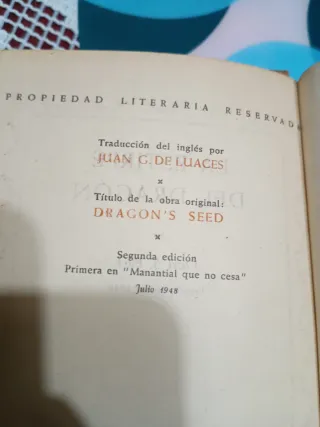 PROPIEDAD LITERARIA RESERVADA
Traducción del inglés por
JUAN G. DE LUACES
x
Título de la obra original:
DRAGON'S SEED
x
Segunda edición
Primera en "Manantial que no cesa"
Julio 1948